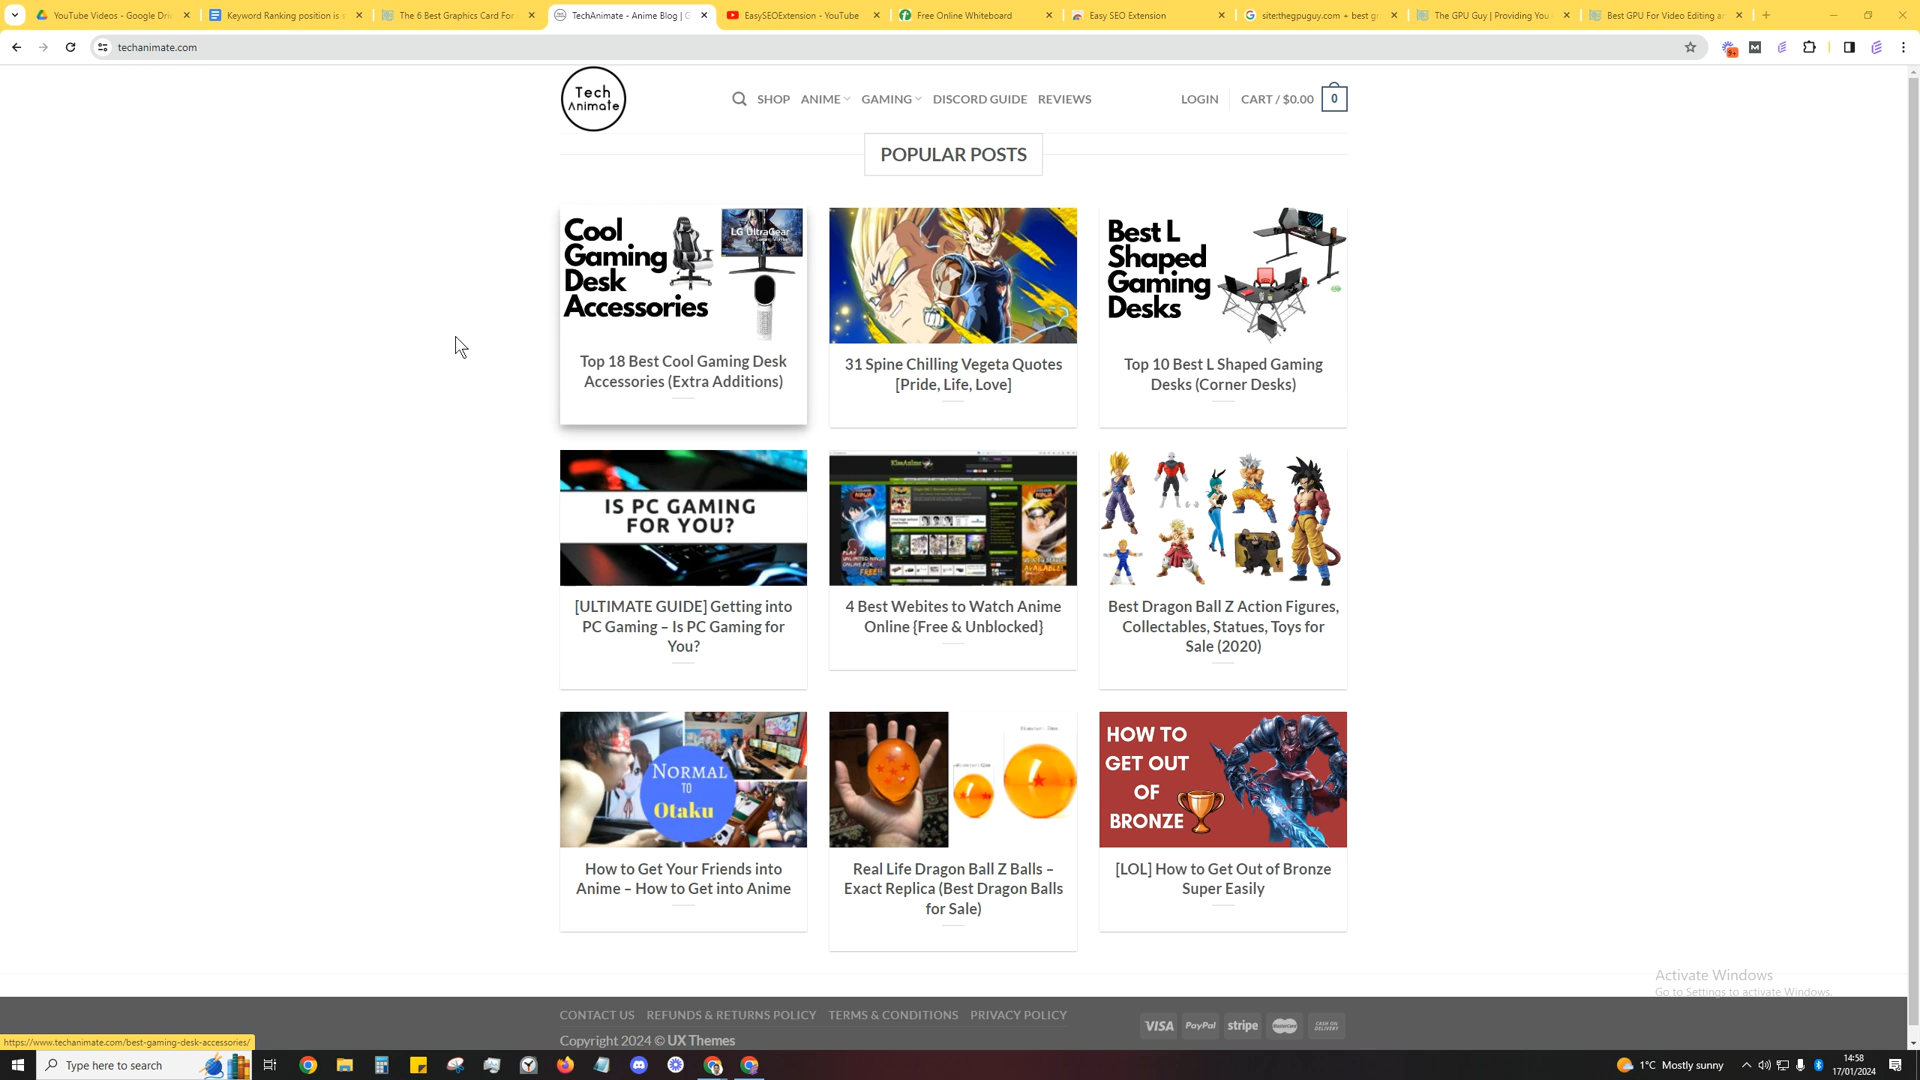 YouTube Videos - Google Driv
Keyword Ranking position is s
The 6 Best Graphics Card For
TechAnimate - Anime Blog | G
EasySEOExtension - YouTube
Free Online Whiteboard
Easy SEO Extension
site:thegpuguy.com + best gr
The GPU Guy | Providing You
Best GPU For Video Editing an
techanimate.com
Tech
Animate
SHOP
ANIME
GAMING
DISCORD GUIDE
REVIEWS
LOGIN
CART / $0.00
0
POPULAR POSTS
Cool
Gaming
Desk
Accessories
LG UltraGear
Best L
Shaped
Gaming
Desks
Top 18 Best Cool Gaming Desk
Accessories (Extra Additions)
31 Spine Chilling Vegeta Quotes
[Pride, Life, Love]
Top 10 Best L Shaped Gaming
Desks (Corner Desks)
IS PC GAMING
FOR YOU?
KissAnime
[ULTIMATE GUIDE] Getting into
PC Gaming – Is PC Gaming for
You?
4 Best Webites to Watch Anime
Online {Free & Unblocked}
Best Dragon Ball Z Action Figures,
Collectables, Statues, Toys for
Sale (2020)
NORMAL
TO
Otaku
HOW TO
GET OUT
OF
BRONZE
How to Get Your Friends into
Anime – How to Get into Anime
Real Life Dragon Ball Z Balls –
Exact Replica (Best Dragon Balls
for Sale)
[LOL] How to Get Out of Bronze
Super Easily
Activate Windows
Go to Settings to activate Windows.
CONTACT US
REFUNDS & RETURNS POLICY
TERMS & CONDITIONS
PRIVACY POLICY
VISA
PayPal
stripe
MasterCard
CASH ON
DELIVERY
Copyright 2024 © UX Themes
https://www.techanimate.com/best-gaming-desk-accessories/
Type here to search
1°C Mostly sunny
14:58
17/01/2024